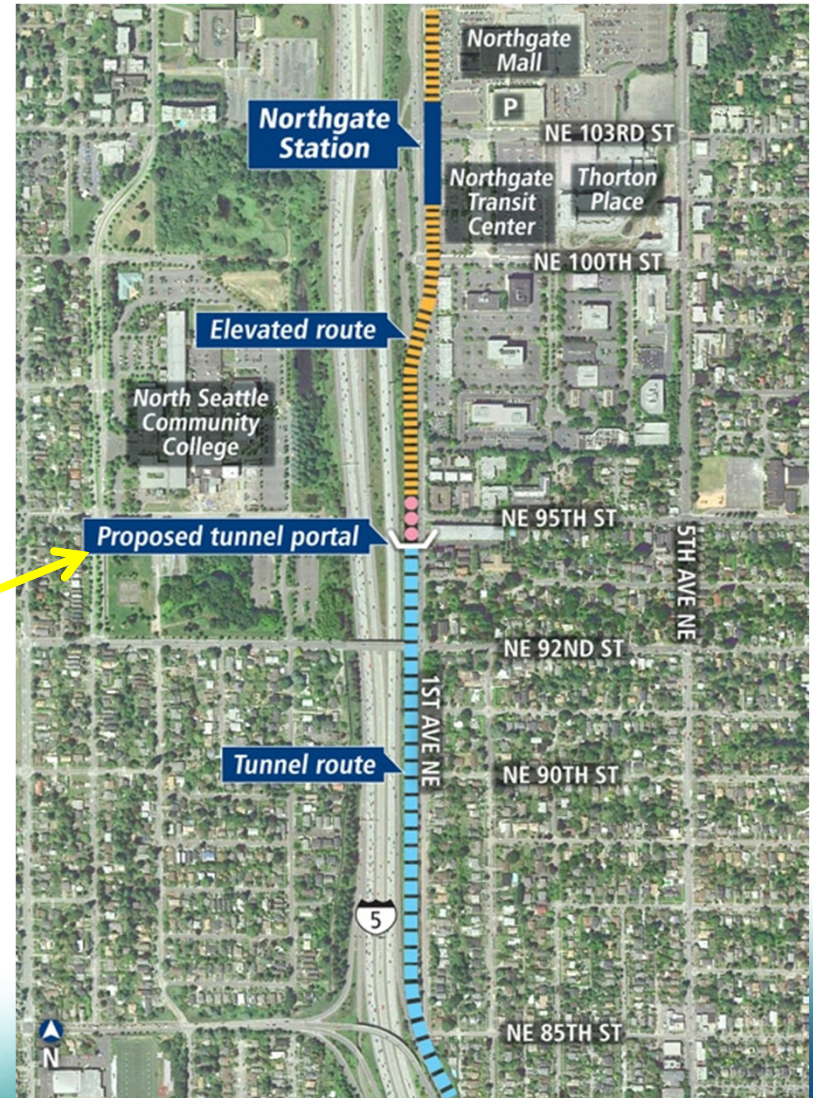 Northgate
Mall
P
Northgate
Station
NE 103RD ST
Northgate
Transit
Center
Thorton
Place
NE 100TH ST
Elevated route
North Seattle
Community
College
NE 95TH ST
Proposed tunnel portal
5TH AVE NE
NE 92ND ST
1ST AVE NE
Tunnel route
NE 90TH ST
5
NE 85TH ST
N